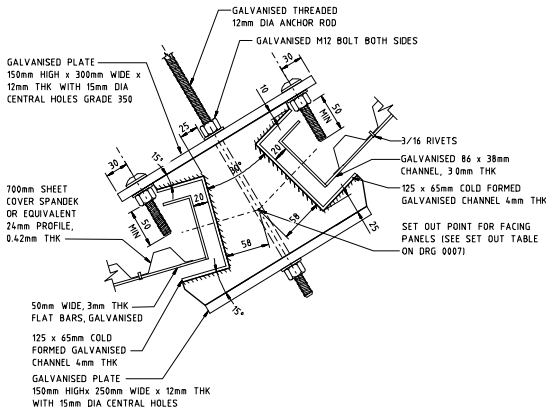 GALVANISED THREADED
12mm DIA ANCHOR ROD
GALVANISED M12 BOLT BOTH SIDES
GALVANISED PLATE
150mm HIGH x 300mm WIDE x
12mm THK WITH 15mm DIA
CENTRAL HOLES GRADE 350
30
10
50
MIN
25
15°
20
3/16 RIVETS
30
GALVANISED 86 x 38mm
CHANNEL, 3.0mm THK
700mm SHEET
COVER SPANDEK
OR EQUIVALENT
24mm PROFILE,
0.42mm THK
20
125 x 65mm COLD FORMED
GALVANISED CHANNEL 4mm THK
50
MIN
58
58
25
SET OUT POINT FOR FACING
PANELS (SEE SET OUT TABLE
ON DRG 0007)
50mm WIDE, 3mm THK
FLAT BARS, GALVANISED
15°
125 x 65mm COLD
FORMED GALVANISED
CHANNEL 4mm THK
GALVANISED PLATE
150mm HIGHx 250mm WIDE x 12mm THK
WITH 15mm DIA CENTRAL HOLES